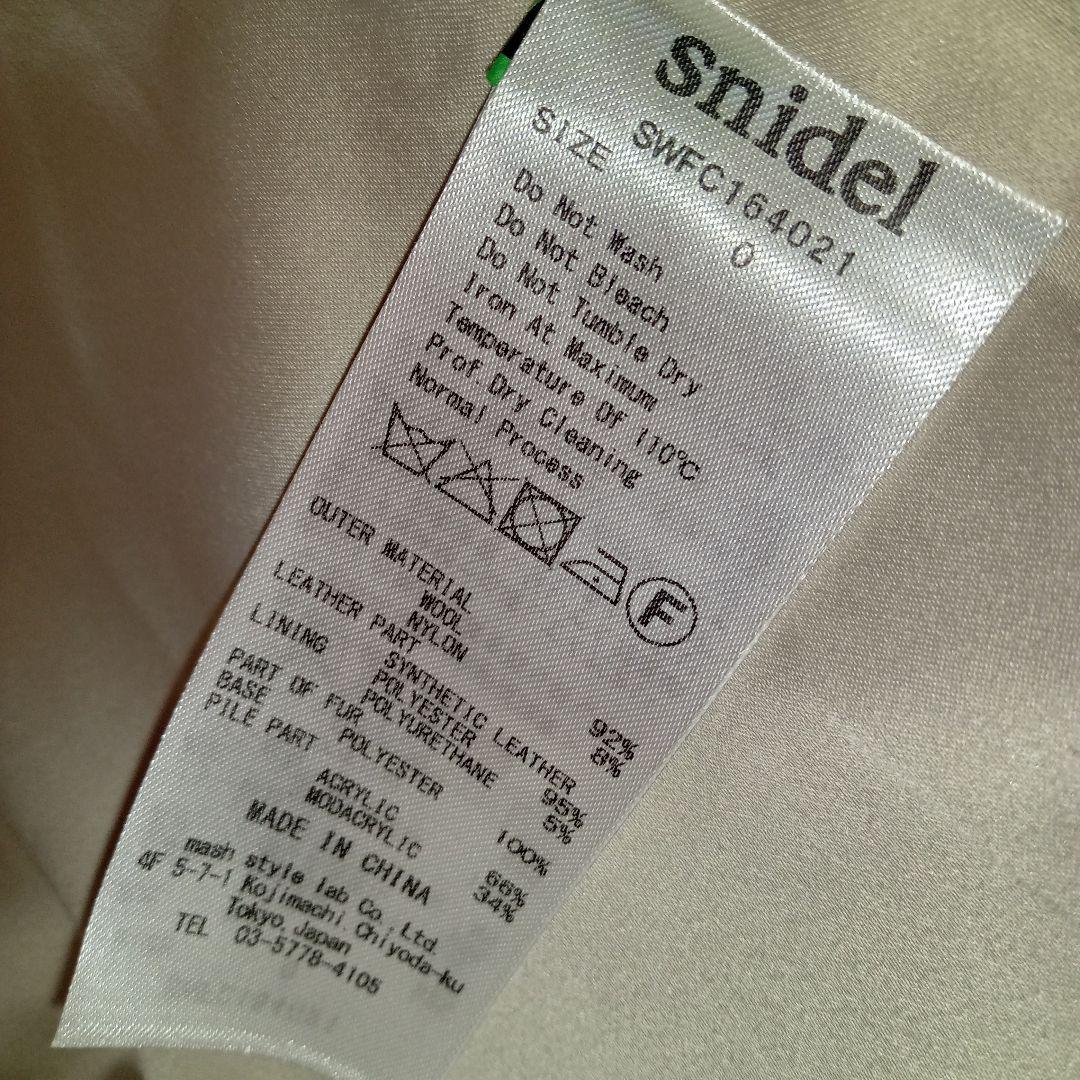 snidel
SWFC164021
SIZE 0
Do Not Wash
Do Not Bleach
Do Not Tumble Dry
Iron At Maximum
Temperature Of 110℃
Prof. Dry Cleaning
Normal Process
F
OUTER MATERIAL
WOOL 92%
NYLON 8%
LEATHER PART
SYNTHETIC LEATHER
LINING POLYESTER 95%
POLYURETHANE 5%
PART OF FUR
BASE POLYESTER 100%
PILE PART
ACRYLIC 66%
MODACRYLIC 34%
MADE IN CHINA
mash style lab Co.,Ltd.
4F 5-7-1 Kojimachi, Chiyoda-ku
Tokyo, Japan
TEL 03-5778-4105